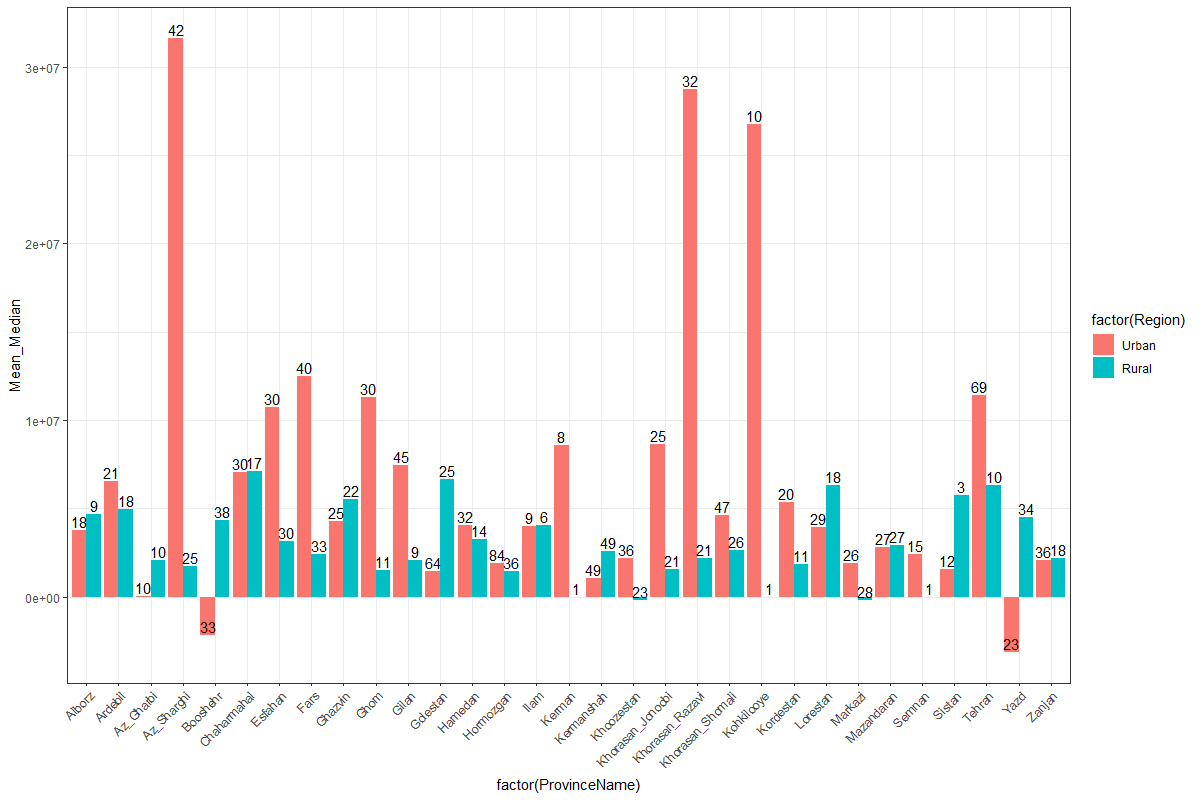 42
32
10
40
30
30
69
45
25
8
21
30
17
25
18
20
18
9
18
38
25
22
32
14
9
6
47
29
3
10
34
10
10
25
30
33
11
9
64
84
36
49
49
36
23
21
21
26
1
1
11
26
28
27
27
15
1
12
36
18
33
23
3e+07
2e+07
1e+07
0e+00
Mean_Median
Alborz
Ardebil
Az_Gharbi
Az_Sharghi
Booshehr
Chaharmahal
Esfahan
Fars
Ghazvin
Ghom
Gilan
Golestan
Hamedan
Hormozgan
Ilam
Kerman
Kermanshah
Khoozestan
Khorasan_Jonoobi
Khorasan_Razavi
Khorasan_Shomali
Kohkilooye
Kordestan
Lorestan
Markazi
Mazandaran
Semnan
Sistan
Tehran
Yazd
Zanjan
factor(ProvinceName)
factor(Region)
Urban
Rural